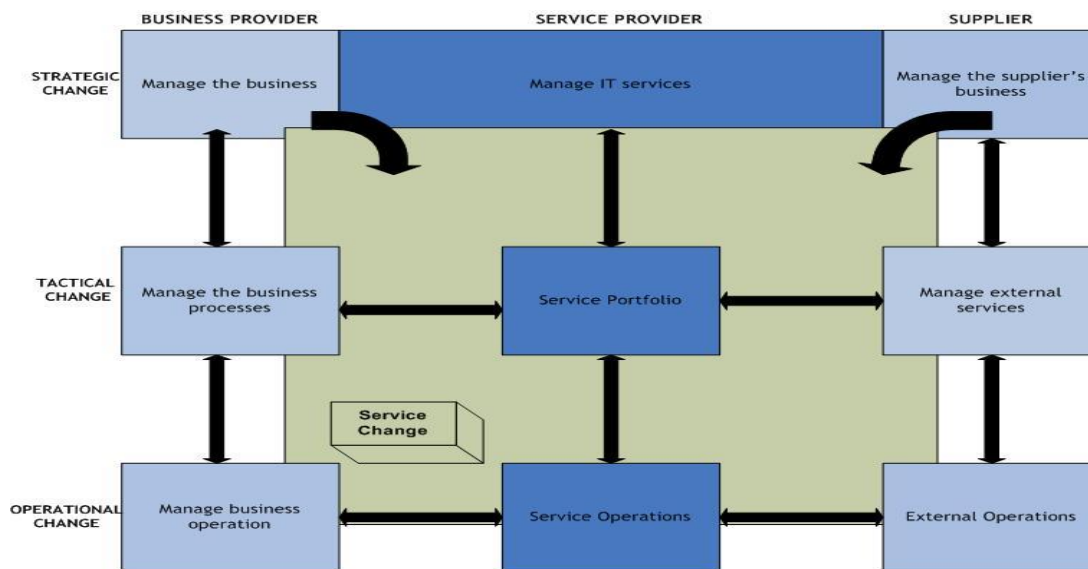 BUSINESS PROVIDER
SERVICE PROVIDER
SUPPLIER
STRATEGIC
CHANGE
Manage the business
Manage IT services
Manage the supplier's
business
TACTICAL
CHANGE
Manage the business
processes
Service Portfolio
Manage external
services
Service
Change
OPERATIONAL
CHANGE
Manage business
operation
Service Operations
External Operations